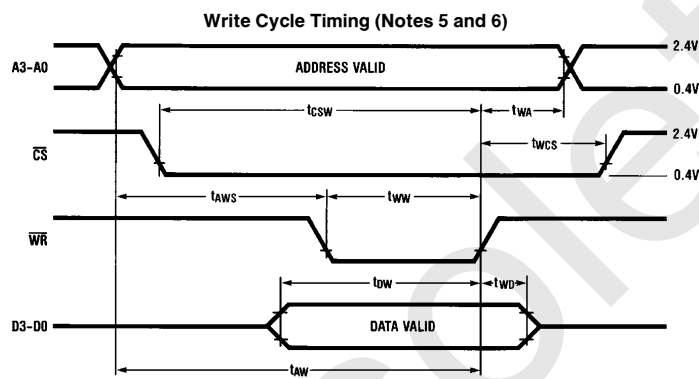 Write Cycle Timing (Notes 5 and 6)
A3-A0
ADDRESS VALID
2.4V
0.4V
tCSW
tWA
CS
tWCS
2.4V
0.4V
tAWS
tWW
WR
tDW
tWD
D3-D0
DATA VALID
tAW